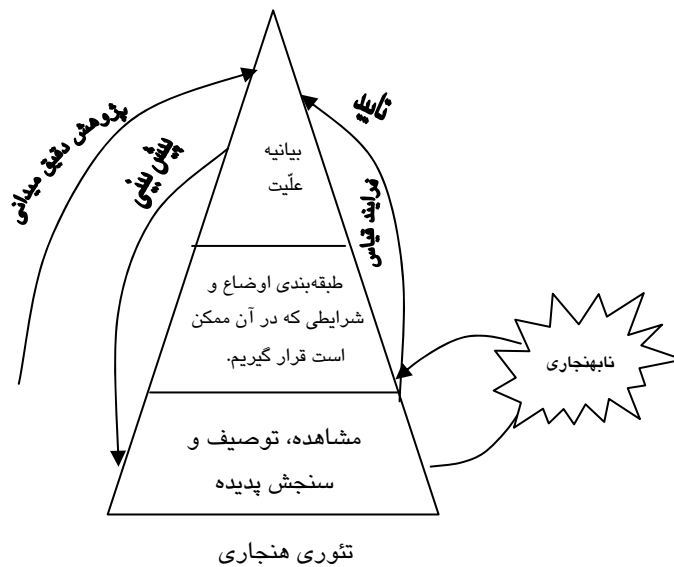 پژوهش دقیق میدانی
پیش بینی
تایید
فرایند قیاس
بیانیه
علّیت
طبقه‌بندی اوضاع و
شرایطی که در آن ممکن
است قرار گیریم.
نابهنجاری
مشاهده، توصیف و
سنجش پدیده
تئوری هنجاری